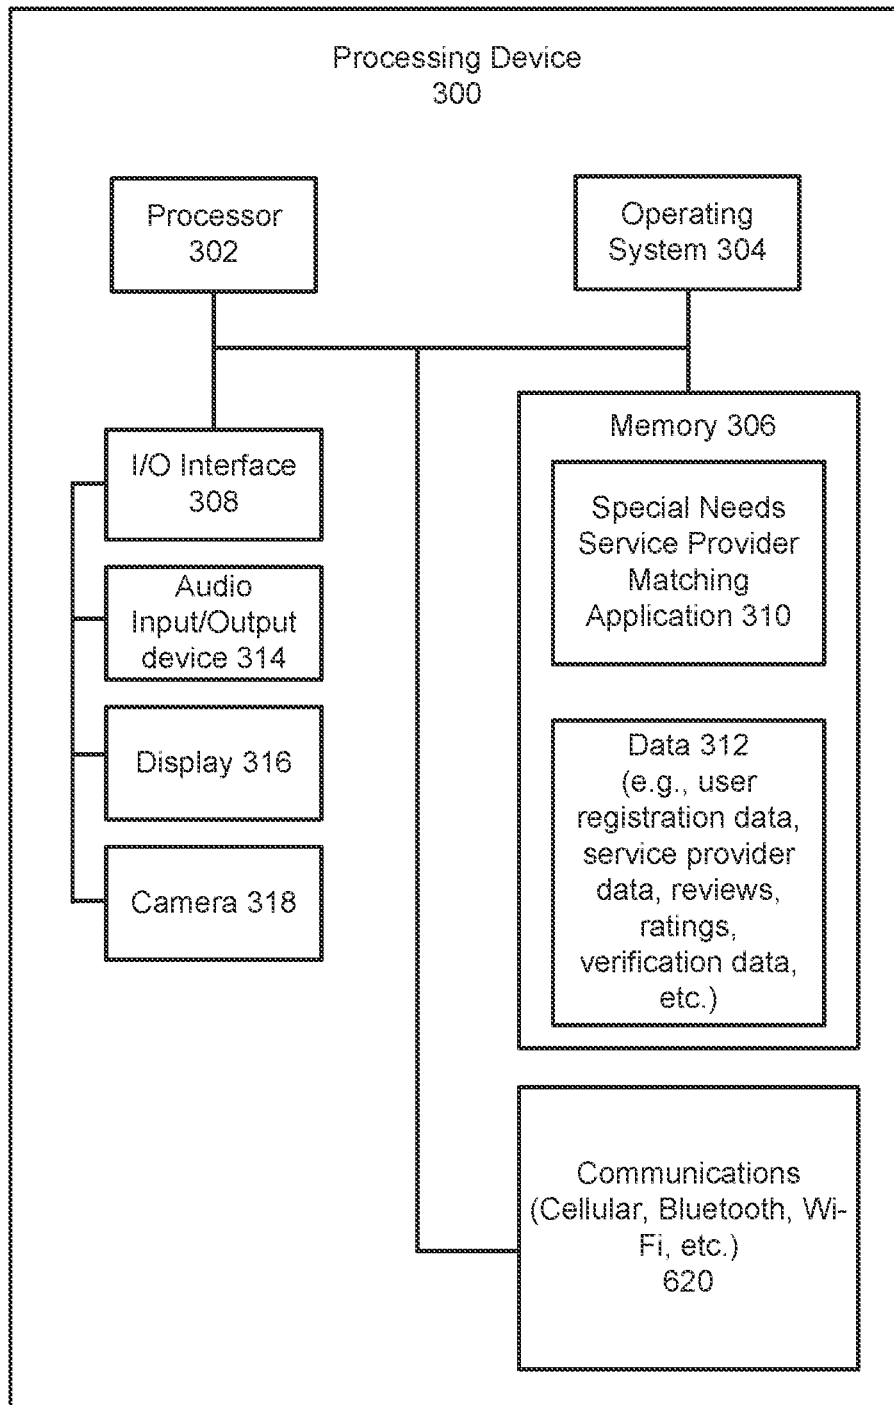 Processing Device
300
Processor
302
Operating
System 304
I/O Interface
308
Audio
Input/Output
device 314
Display 316
Camera 318
Memory 306
Special Needs
Service Provider
Matching
Application 310
Data 312
(e.g., user
registration data,
service provider
data, reviews,
ratings,
verification data,
etc.)
Communications
(Cellular, Bluetooth, Wi-
Fi, etc.)
620